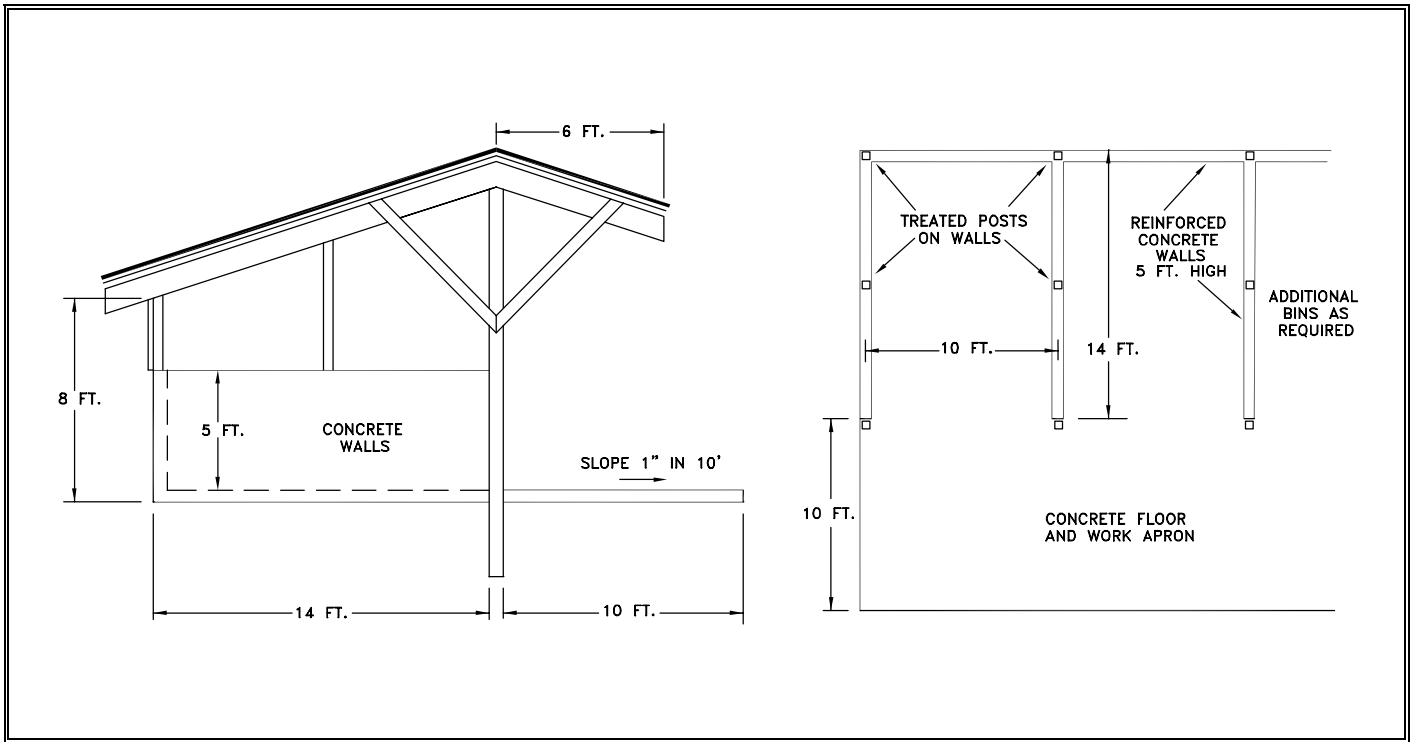 6 FT.
8 FT.
5 FT.
CONCRETE
WALLS
SLOPE 1" IN 10'
14 FT.
10 FT.
TREATED POSTS
ON WALLS
REINFORCED
CONCRETE
WALLS
5 FT. HIGH
ADDITIONAL
BINS AS
REQUIRED
10 FT.
14 FT.
10 FT.
CONCRETE FLOOR
AND WORK APRON